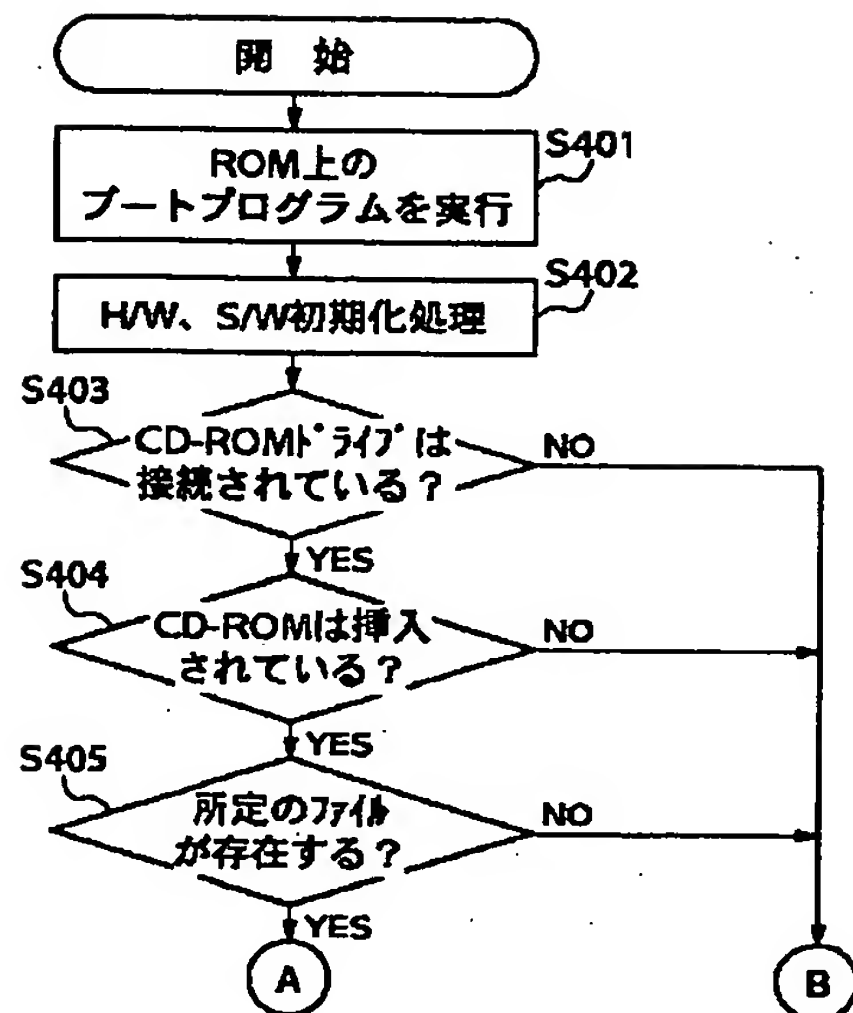 開 始
ROM上の
ブートプログラムを実行
S401
H/W、S/W初期化処理
S402
S403
CD-ROMドライブは
接続されている？
NO
YES
S404
CD-ROMは挿入
されている？
NO
YES
S405
所定のファイル
が存在する？
NO
YES
A
B